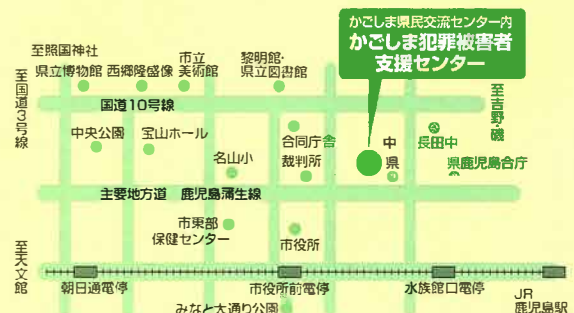 かごしま県民交流センター内
かごしま犯罪被害者
支援センター
至照国神社
県立博物館
西郷隆盛像
市立
美術館
黎明館・
県立図書館
至国道3号線
国道10号線
至吉野・磯
中央公園
宝山ホール
名山小
合同庁舎
裁判所
中
県
長田中
県鹿児島合庁
主要地方道 鹿児島蒲生線
市東部
保健センター
市役所
至天文館
朝日通電停
市役所前電停
水族館口電停
JR
鹿児島駅
みなと大通り公園